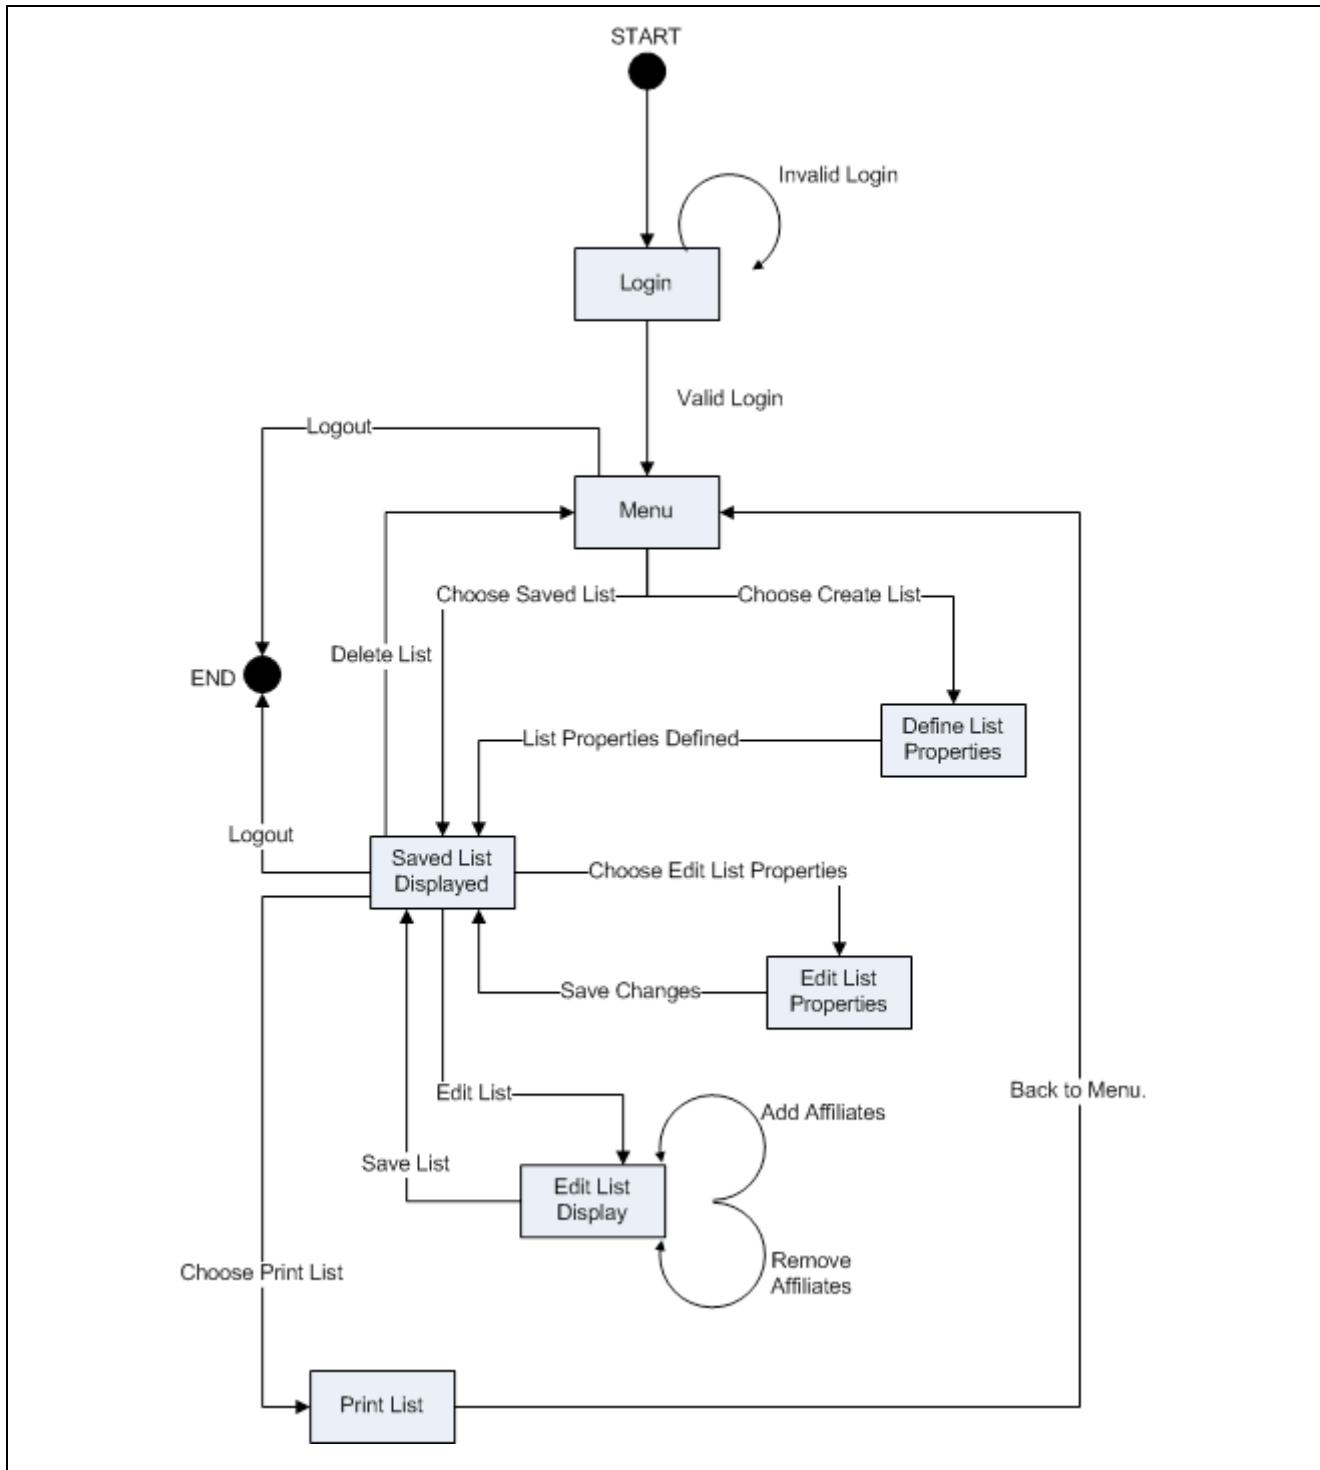 START
Invalid Login
Login
Valid Login
Logout
Menu
Choose Saved List
Choose Create List
Delete List
END
Define List
Properties
List Properties Defined
Logout
Saved List
Displayed
Choose Edit List Properties
Edit List
Properties
Save Changes
Back to Menu.
Edit List
Add Affiliates
Save List
Edit List
Display
Remove
Affiliates
Choose Print List
Print List